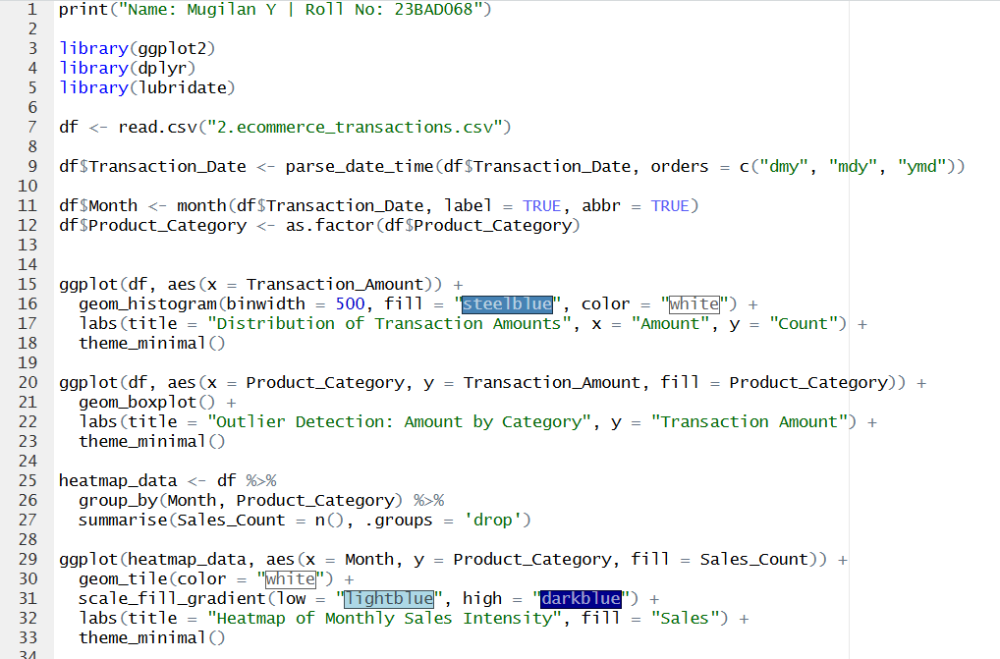 1 print("Name: Mugilan Y | Roll No: 23BAD068")
2
3 library(ggplot2)
4 library(dplyr)
5 library(lubridate)
6
7 df <- read.csv("2.ecommerce_transactions.csv")
8
9 df$Transaction_Date <- parse_date_time(df$Transaction_Date, orders = c("dmy", "mdy", "ymd"))
10
11 df$Month <- month(df$Transaction_Date, label = TRUE, abbr = TRUE)
12 df$Product_Category <- as.factor(df$Product_Category)
13
14
15 ggplot(df, aes(x = Transaction_Amount)) +
16   geom_histogram(binwidth = 500, fill = "steelblue", color = "white") +
17   labs(title = "Distribution of Transaction Amounts", x = "Amount", y = "Count") +
18   theme_minimal()
19
20 ggplot(df, aes(x = Product_Category, y = Transaction_Amount, fill = Product_Category)) +
21   geom_boxplot() +
22   labs(title = "Outlier Detection: Amount by Category", y = "Transaction Amount") +
23   theme_minimal()
24
25 heatmap_data <- df %>%
26   group_by(Month, Product_Category) %>%
27   summarise(Sales_Count = n(), .groups = 'drop')
28
29 ggplot(heatmap_data, aes(x = Month, y = Product_Category, fill = Sales_Count)) +
30   geom_tile(color = "white") +
31   scale_fill_gradient(low = "lightblue", high = "darkblue") +
32   labs(title = "Heatmap of Monthly Sales Intensity", fill = "Sales") +
33   theme_minimal()
34